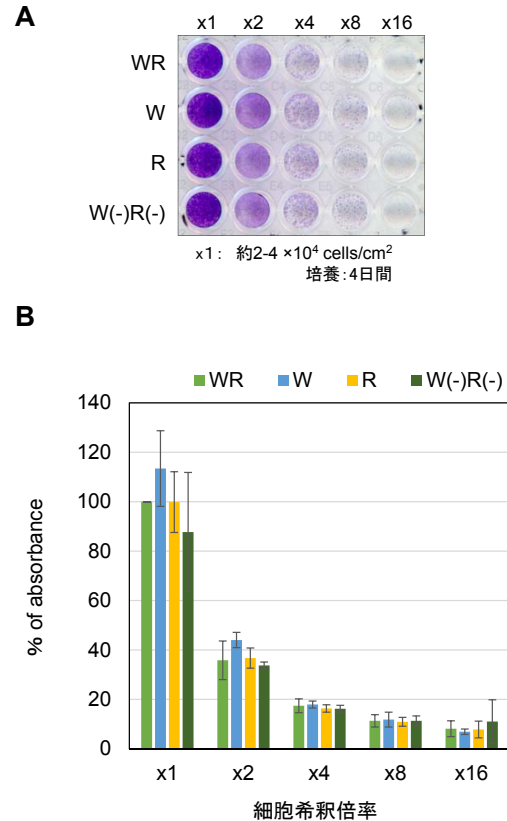 A
x1 x2 x4 x8 x16
WR
W
R
W(-)R(-)
x1： 約2-4 ×10⁴ cells/cm²
培養：4日間
B
WR W R W(-)R(-)
% of absorbance
140
120
100
80
60
40
20
0
x1 x2 x4 x8 x16
細胞希釈倍率